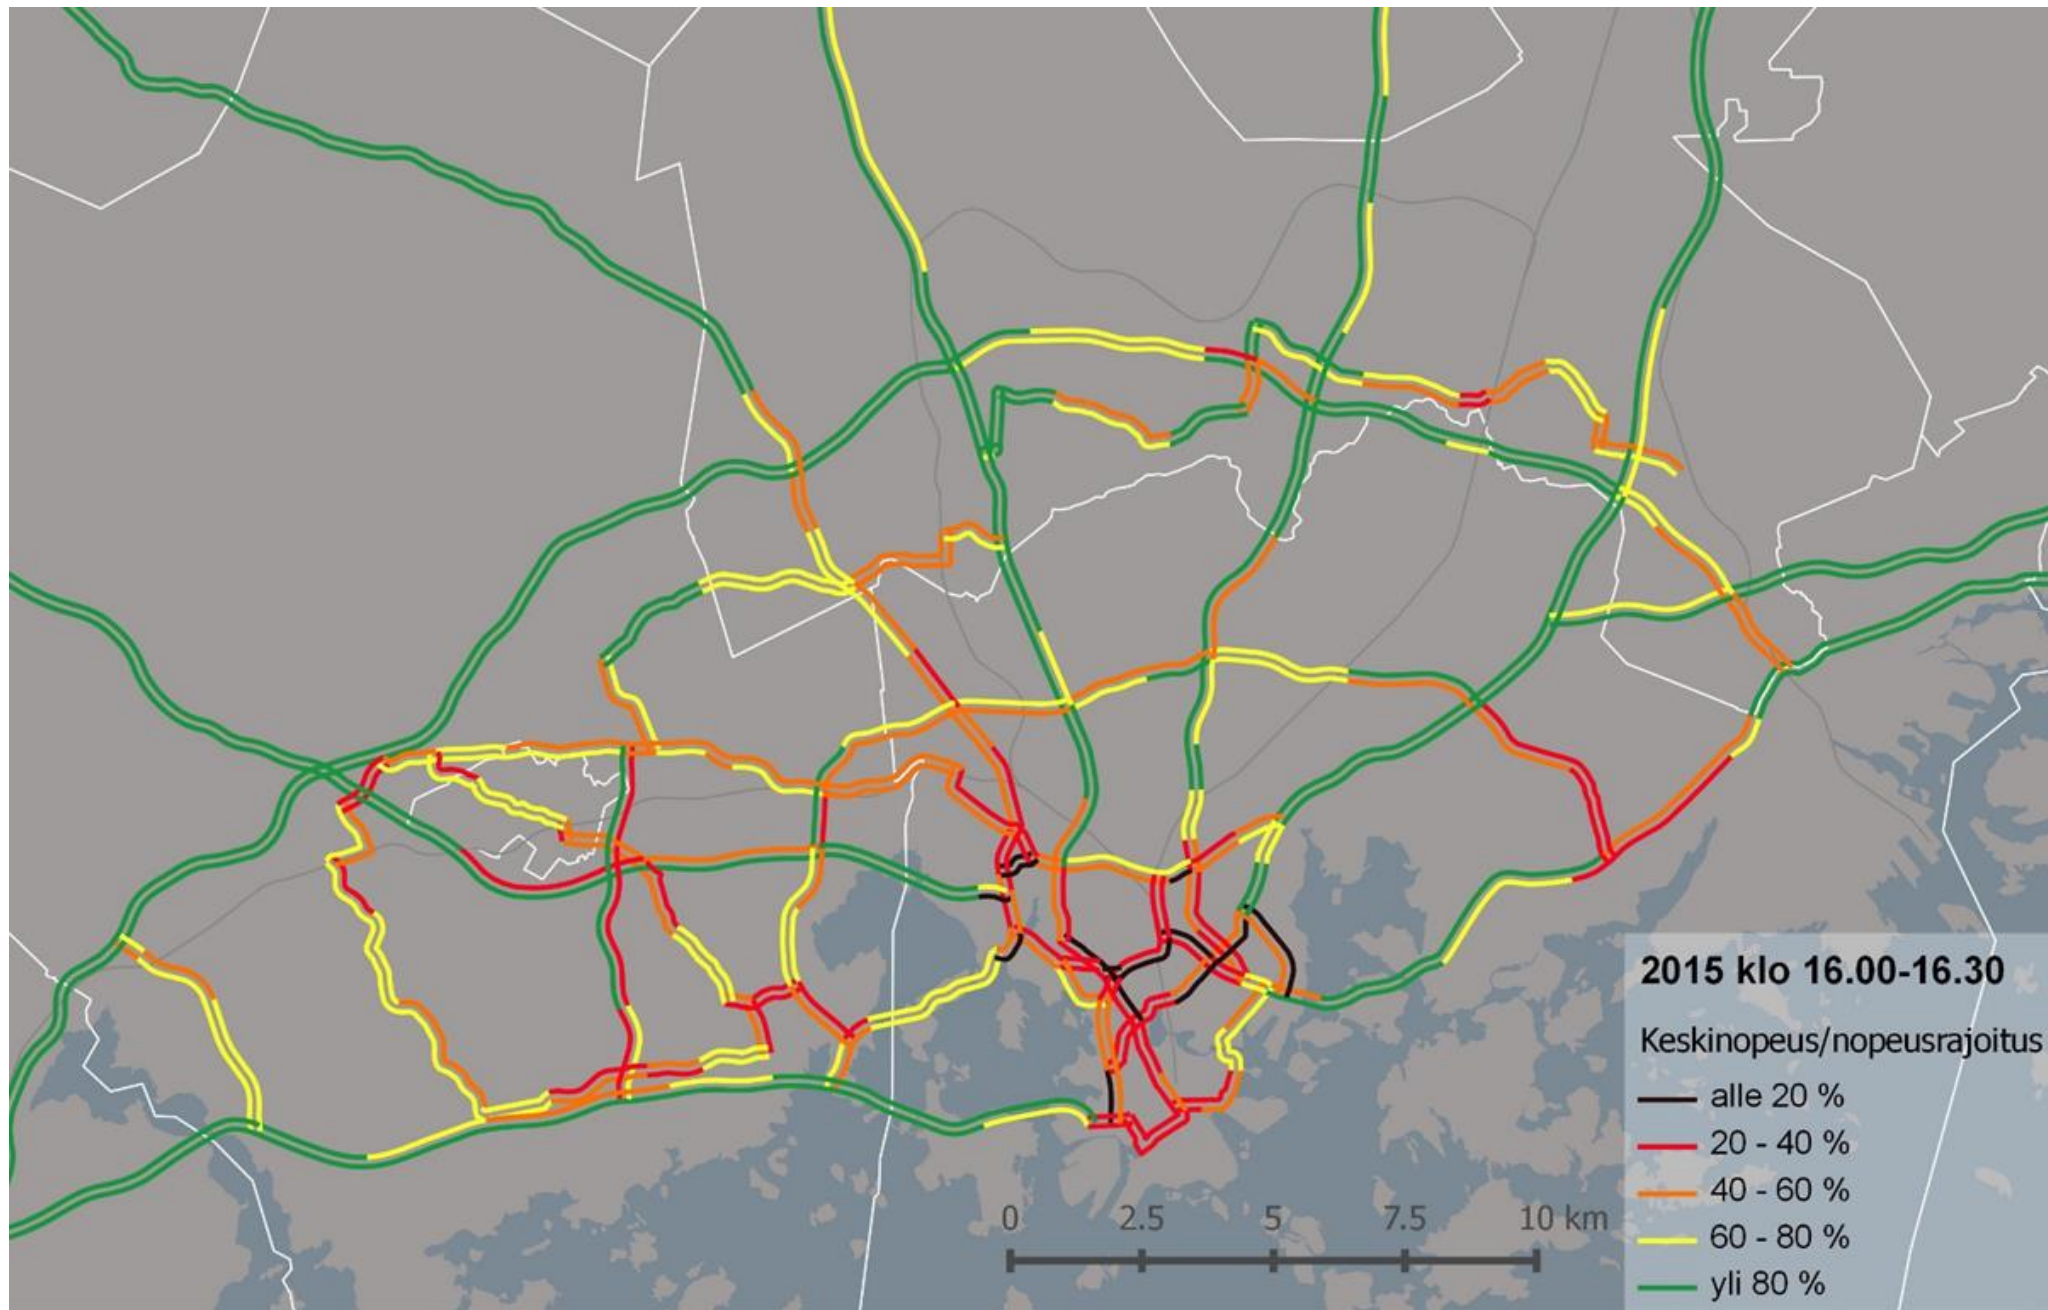 2015 klo 16.00-16.30
Keskinopeus/nopeusrajoitus
alle 20 %
20 - 40 %
40 - 60 %
60 - 80 %
yli 80 %
0 2.5 5 7.5 10 km